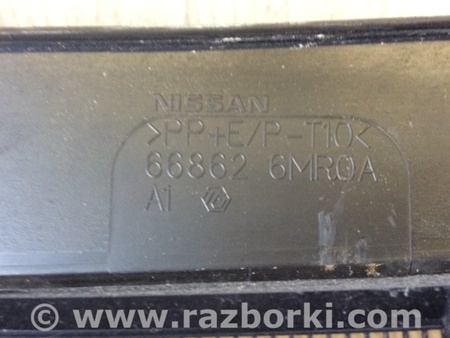 NISSAN
>PP+E/P-T10<
66862 6MR0A
A1
© www.razborki.com